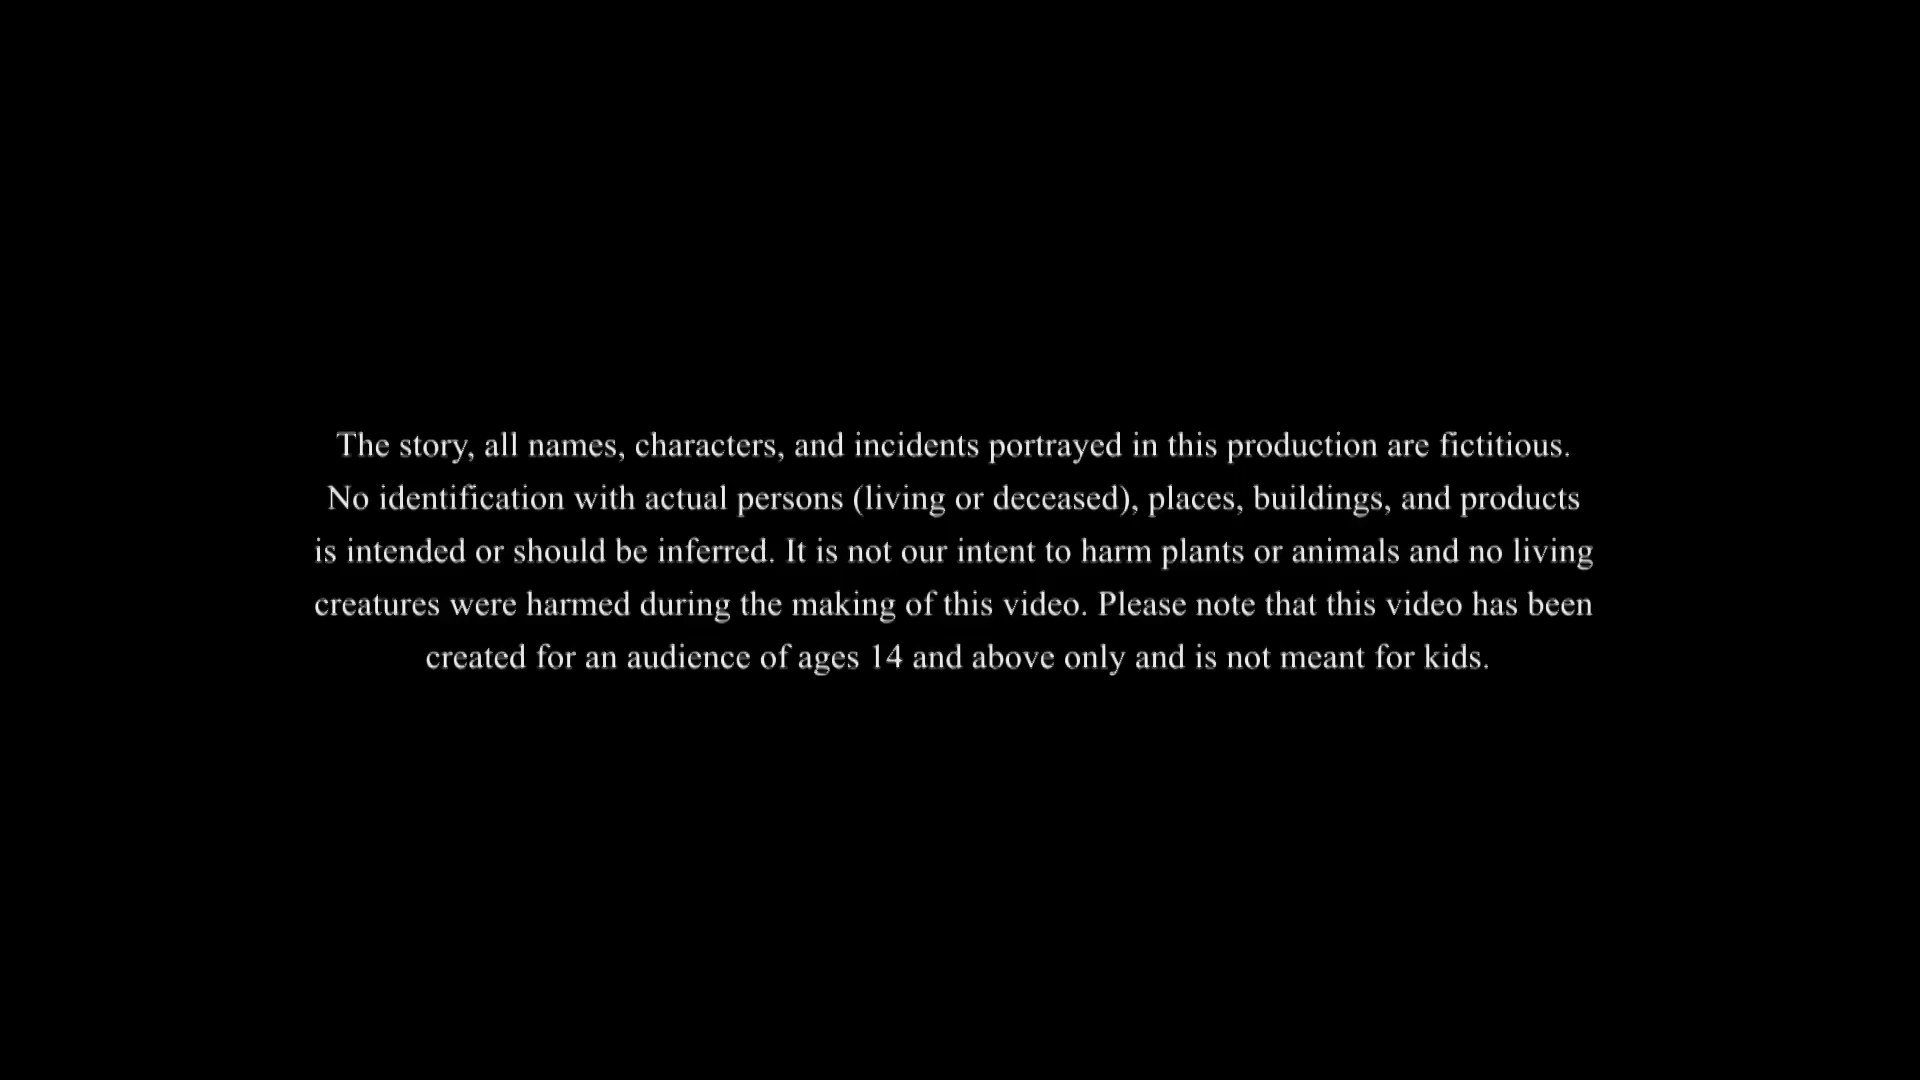 The story, all names, characters, and incidents portrayed in this production are fictitious.
No identification with actual persons (living or deceased), places, buildings, and products
is intended or should be inferred. It is not our intent to harm plants or animals and no living
creatures were harmed during the making of this video. Please note that this video has been
created for an audience of ages 14 and above only and is not meant for kids.